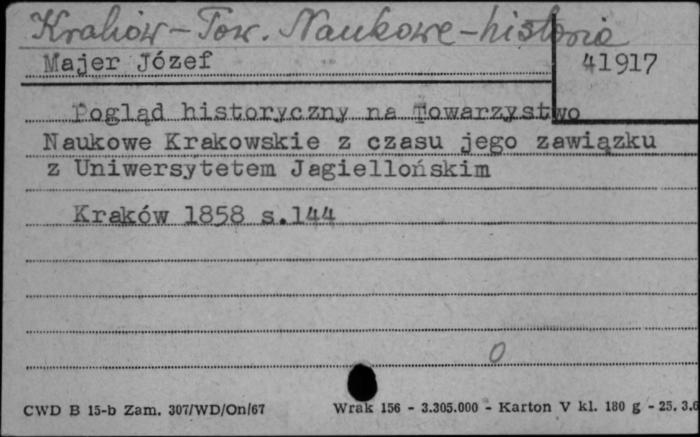 Kraków - Tow. Naukowe - historia
Majer Józef
41917
Pogląd historyczny na Towarzystwo
Naukowe Krakowskie z czasu jego zawiązku
z Uniwersytetem Jagiellońskim
Kraków 1858 s.144
0
CWD B 15-b Zam. 307/WD/On/67 Wrak 156 - 3.305.000 - Karton V kl. 180 g - 25. 3.6